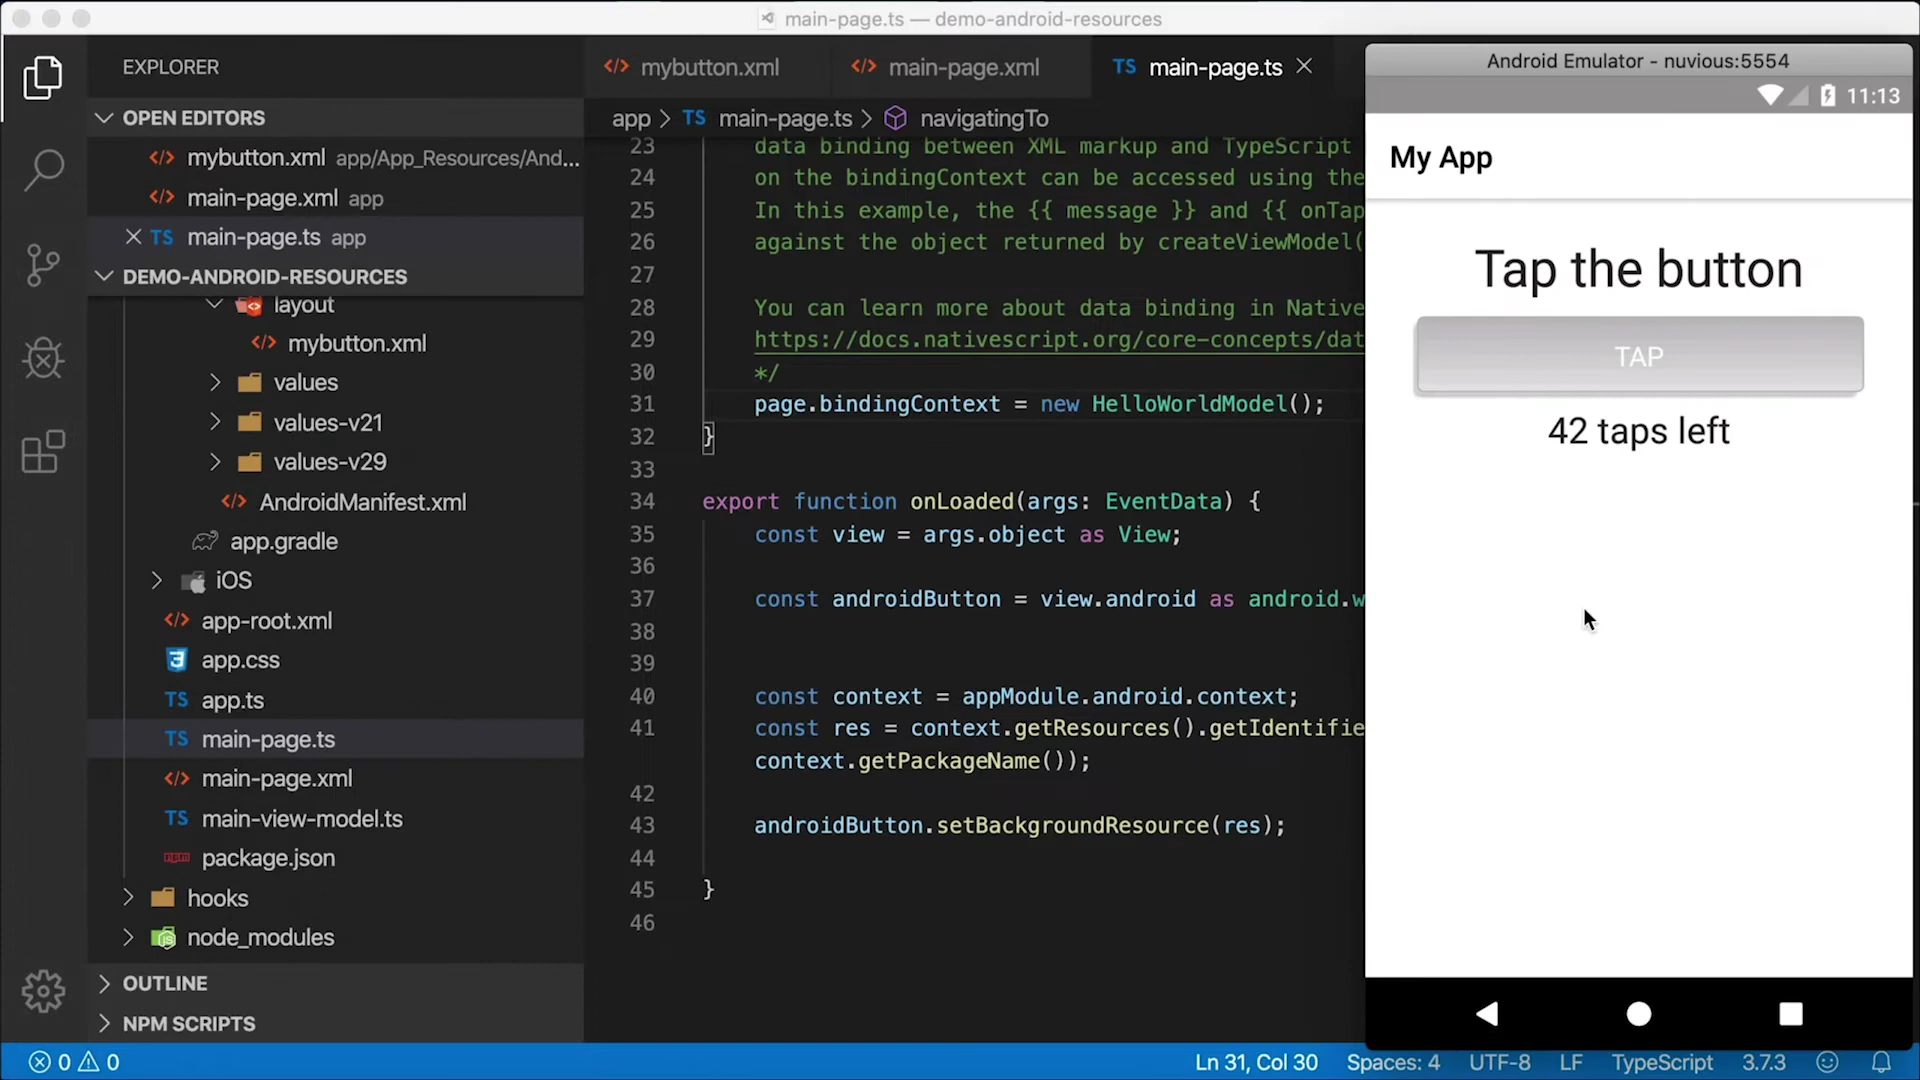 main-page.ts — demo-android-resources
EXPLORER
OPEN EDITORS
mybutton.xml app/App_Resources/And...
main-page.xml app
TS main-page.ts app
DEMO-ANDROID-RESOURCES
layout
mybutton.xml
values
values-v21
values-v29
AndroidManifest.xml
app.gradle
iOS
app-root.xml
app.css
TS app.ts
TS main-page.ts
main-page.xml
TS main-view-model.ts
package.json
hooks
node_modules
OUTLINE
NPM SCRIPTS
mybutton.xml
main-page.xml
TS main-page.ts
app > TS main-page.ts > navigatingTo
23 data binding between XML markup and TypeScript
24 on the bindingContext can be accessed using the
25 In this example, the {{ message }} and {{ onTap
26 against the object returned by createViewModel(
27
28 You can learn more about data binding in Native
29 https://docs.nativescript.org/core-concepts/dat
30 */
31 page.bindingContext = new HelloWorldModel();
32 }
33
34 export function onLoaded(args: EventData) {
35 const view = args.object as View;
36
37 const androidButton = view.android as android.w
38
39
40 const context = appModule.android.context;
41 const res = context.getResources().getIdentifie
context.getPackageName());
42
43 androidButton.setBackgroundResource(res);
44
45 }
46
Android Emulator - nuvious:5554
11:13
My App
Tap the button
TAP
42 taps left
0 0
Ln 31, Col 30
Spaces: 4
UTF-8
LF
TypeScript
3.7.3